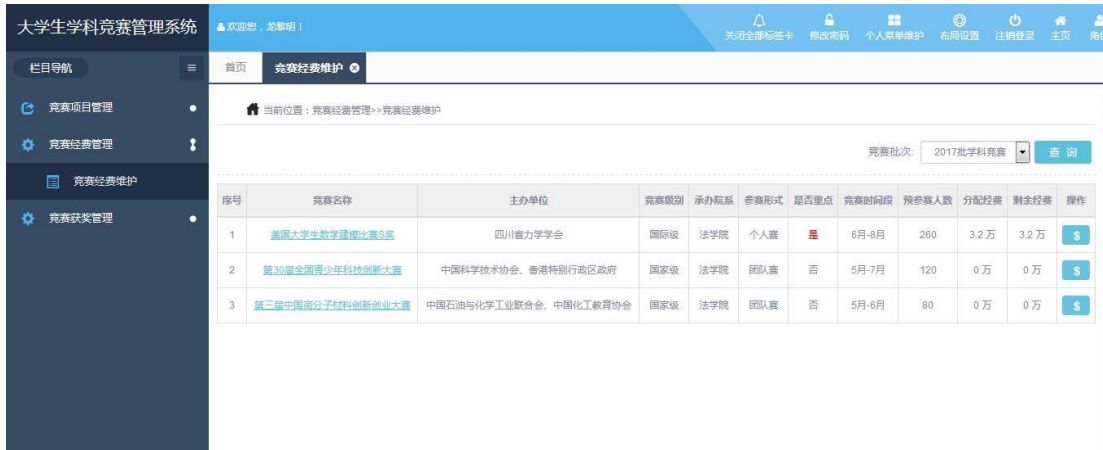 大学生学科竞赛管理系统
欢迎您，龙黎明！
关闭全部标签卡 修改密码 个人菜单维护 布局设置 注销登录 主页
栏目导航
首页 竞赛经费维护
竞赛项目管理
当前位置：竞赛经费管理>>竞赛经费维护
竞赛经费管理
竞赛批次: 2017批学科竞赛 查 询
竞赛经费维护
竞赛获奖管理
序号 竞赛名称 主办单位 竞赛级别 承办院系 参赛形式 是否重点 竞赛时间段 预参赛人数 分配经费 剩余经费 操作
1 美国大学生数学建模比赛S奖 四川省力学学会 国际级 法学院 个人赛 是 6月-8月 260 3.2 万 3.2 万 $
2 第30届全国青少年科技创新大赛 中国科学技术协会、香港特别行政区政府 国家级 法学院 团队赛 否 5月-7月 120 0 万 0 万 $
3 第三届中国高分子材料创新创业大赛 中国石油与化学工业联合会、中国化工教育协会 国家级 法学院 团队赛 否 5月-6月 80 0 万 0 万 $